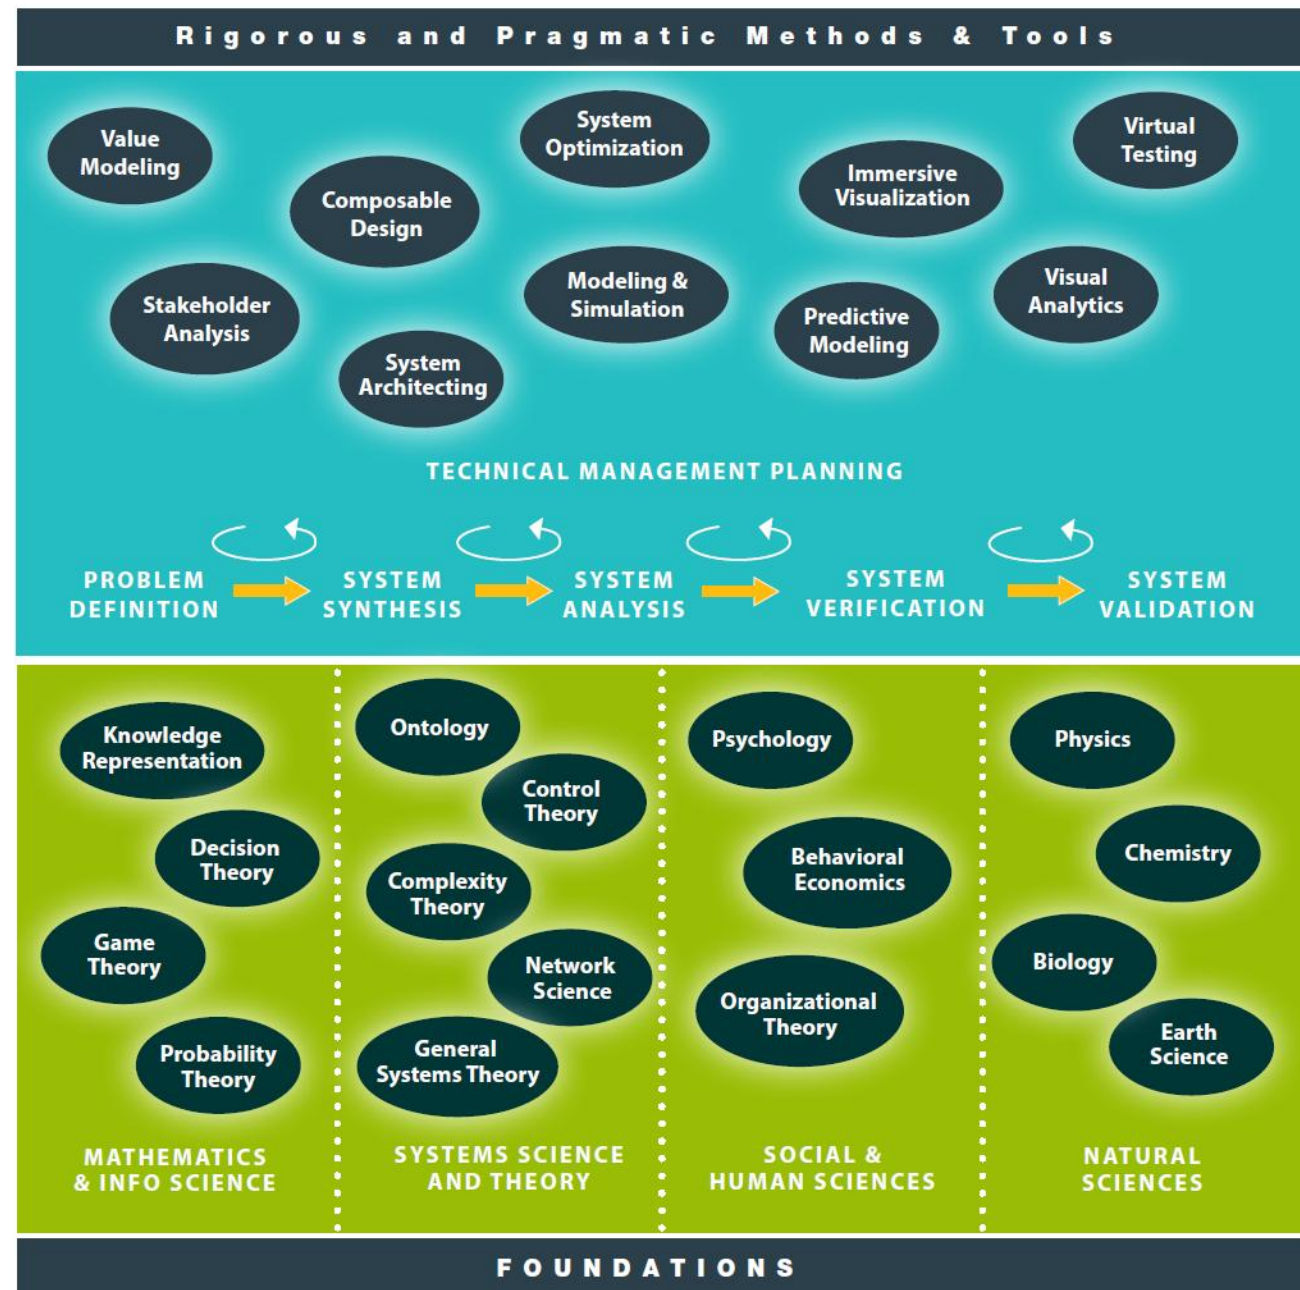 Rigorous and Pragmatic Methods & Tools
Value
Modeling
Composable
Design
System
Optimization
Immersive
Visualization
Virtual
Testing
Stakeholder
Analysis
System
Architecting
Modeling &
Simulation
Predictive
Modeling
Visual
Analytics
TECHNICAL MANAGEMENT PLANNING
PROBLEM
DEFINITION
SYSTEM
SYNTHESIS
SYSTEM
ANALYSIS
SYSTEM
VERIFICATION
SYSTEM
VALIDATION
Knowledge
Representation
Decision
Theory
Game
Theory
Probability
Theory
MATHEMATICS
& INFO SCIENCE
Ontology
Control
Theory
Complexity
Theory
Network
Science
General
Systems Theory
SYSTEMS SCIENCE
AND THEORY
Psychology
Behavioral
Economics
Organizational
Theory
SOCIAL &
HUMAN SCIENCES
Physics
Chemistry
Biology
Earth
Science
NATURAL
SCIENCES
FOUNDATIONS